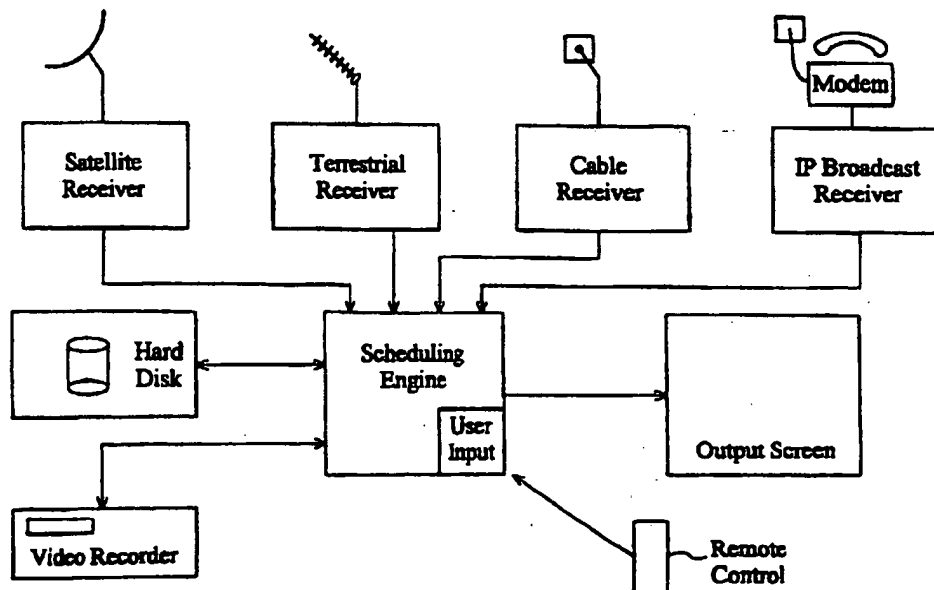 Modem
Satellite
Receiver
Terrestrial
Receiver
Cable
Receiver
IP Broadcast
Receiver
Hard
Disk
Scheduling
Engine
User
Input
Output Screen
Video Recorder
Remote
Control